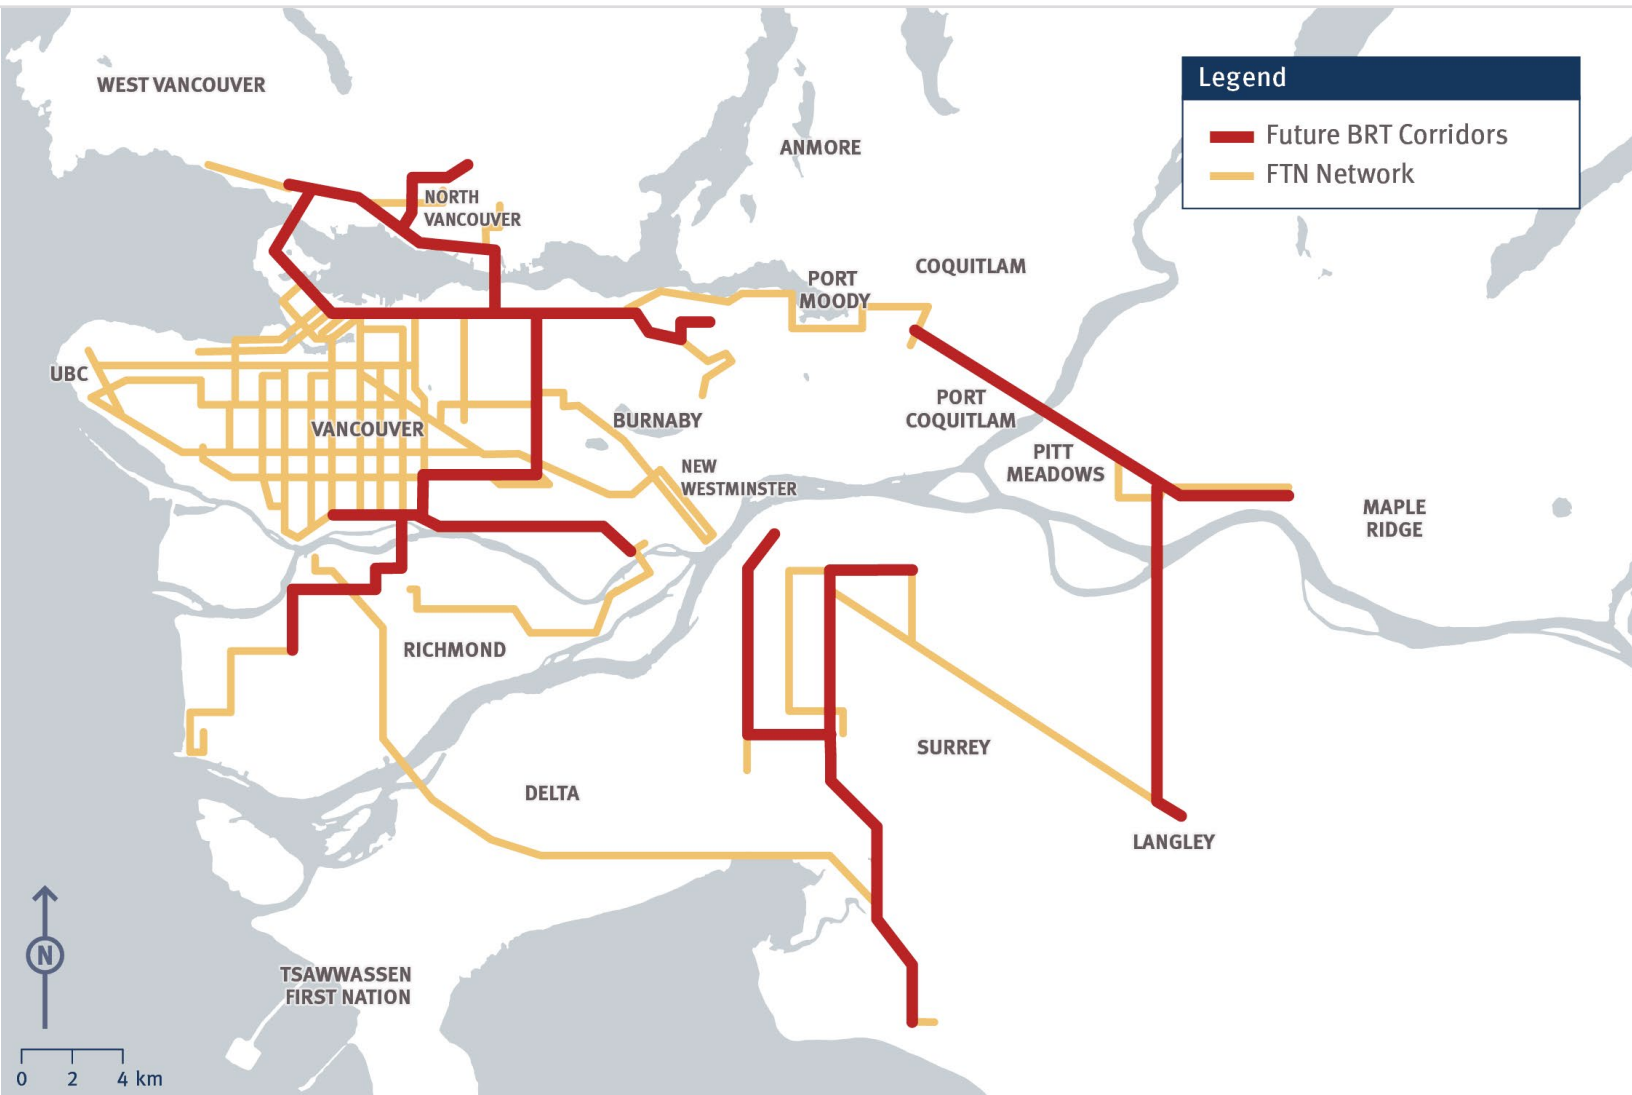 WEST VANCOUVER
ANMORE
Legend
Future BRT Corridors
FTN Network
NORTH
VANCOUVER
PORT
MOODY
COQUITLAM
UBC
VANCOUVER
BURNABY
PORT
COQUITLAM
NEW
WESTMINSTER
PITT
MEADOWS
MAPLE
RIDGE
RICHMOND
SURREY
DELTA
LANGLEY
TSAWWASSEN
FIRST NATION
N
0 2 4 km